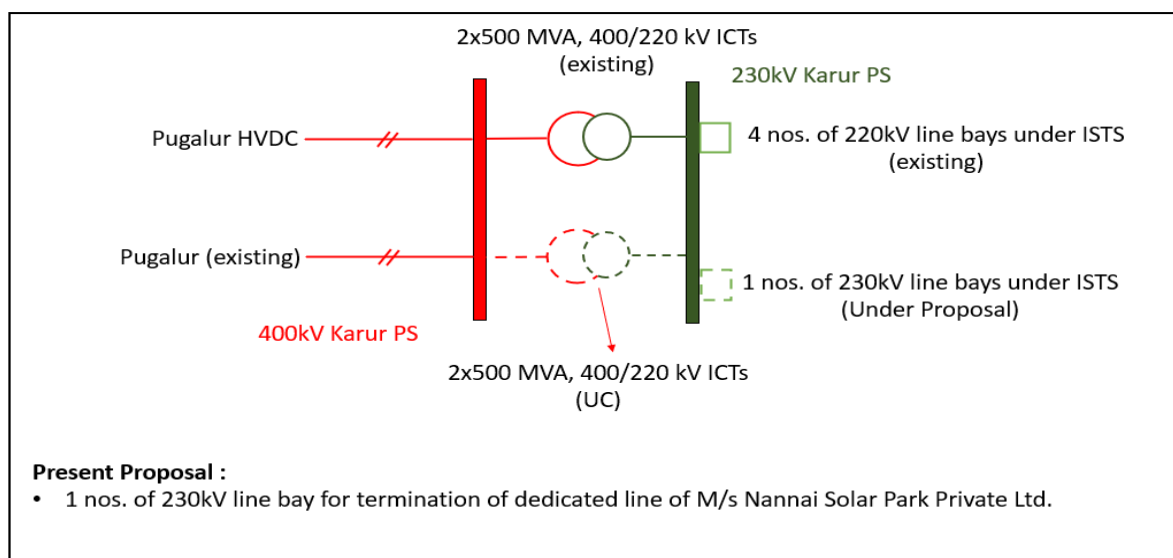 2x500 MVA, 400/220 kV ICTs
(existing)
230kV Karur PS
Pugalur HVDC
4 nos. of 220kV line bays under ISTS
(existing)
Pugalur (existing)
1 nos. of 230kV line bays under ISTS
(Under Proposal)
400kV Karur PS
2x500 MVA, 400/220 kV ICTs
(UC)
Present Proposal :
• 1 nos. of 230kV line bay for termination of dedicated line of M/s Nannai Solar Park Private Ltd.